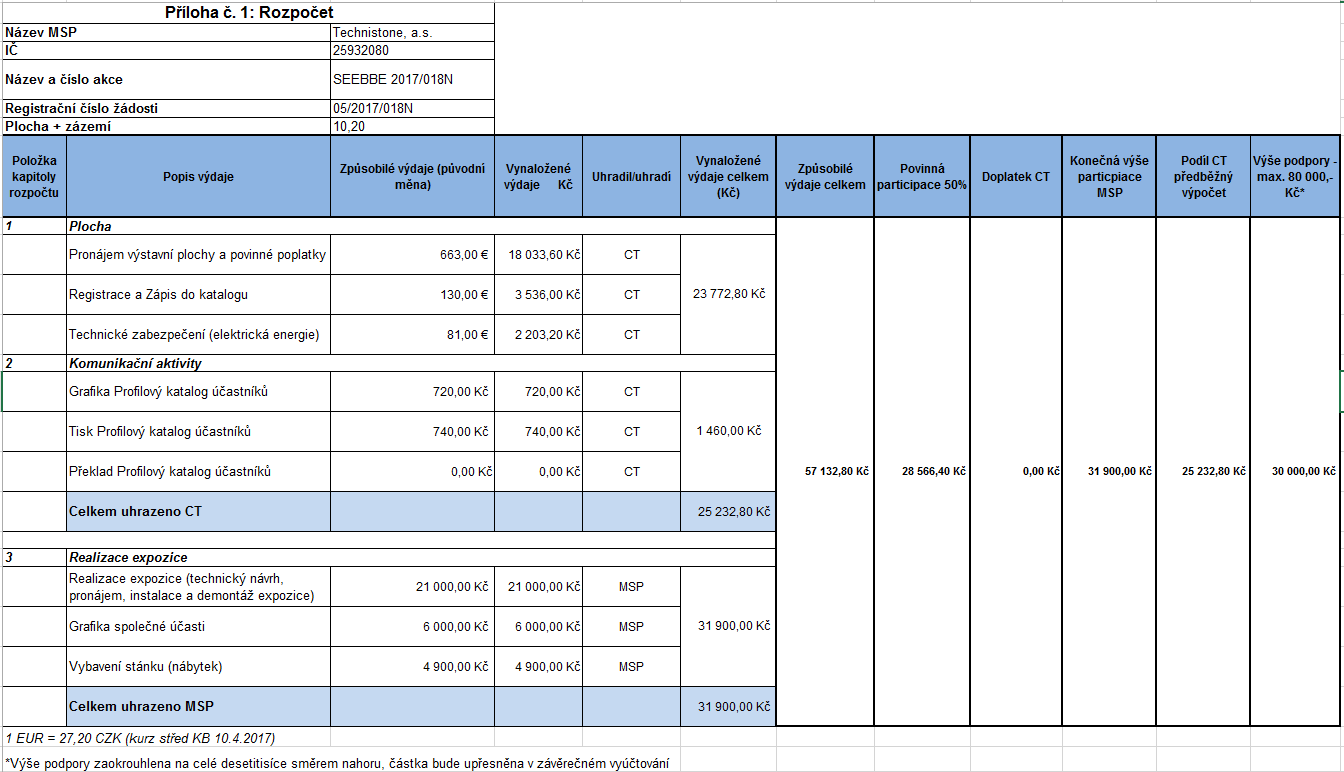 Příloha č. 1: Rozpočet
Název MSP Technistone, a.s.
IČ 25932080
Název a číslo akce SEEBBE 2017/018N
Registrační číslo žádosti 05/2017/018N
Plocha + zázemí 10,20
Položka kapitoly rozpočtu Popis výdaje Způsobilé výdaje (původní měna) Vynaložené výdaje Kč Uhradil/uhradí Vynaložené výdaje celkem (Kč) Způsobilé výdaje celkem Povinná participace 50% Doplatek CT Konečná výše particpiace MSP Podíl CT předběžný výpočet Výše podpory - max. 80 000,- Kč*
1 Plocha
Pronájem výstavní plochy a povinné poplatky 663,00 € 18 033,60 Kč CT
Registrace a Zápis do katalogu 130,00 € 3 536,00 Kč CT 23 772,80 Kč
Technické zabezpečení (elektrická energie) 81,00 € 2 203,20 Kč CT
2 Komunikační aktivity
Grafika Profilový katalog účastníků 720,00 Kč 720,00 Kč CT
Tisk Profilový katalog účastníků 740,00 Kč 740,00 Kč CT 1 460,00 Kč
Překlad Profilový katalog účastníků 0,00 Kč 0,00 Kč CT 57 132,80 Kč 28 566,40 Kč 0,00 Kč 31 900,00 Kč 25 232,80 Kč 30 000,00 Kč
Celkem uhrazeno CT 25 232,80 Kč
3 Realizace expozice
Realizace expozice (technický návrh, pronájem, instalace a demontáž expozice) 21 000,00 Kč 21 000,00 Kč MSP
Grafika společné účasti 6 000,00 Kč 6 000,00 Kč MSP 31 900,00 Kč
Vybavení stánku (nábytek) 4 900,00 Kč 4 900,00 Kč MSP
Celkem uhrazeno MSP 31 900,00 Kč
1 EUR = 27,20 CZK (kurz střed KB 10.4.2017)
*Výše podpory zaokrouhlena na celé desetitisíce směrem nahoru, částka bude upřesněna v závěrečném vyúčtování